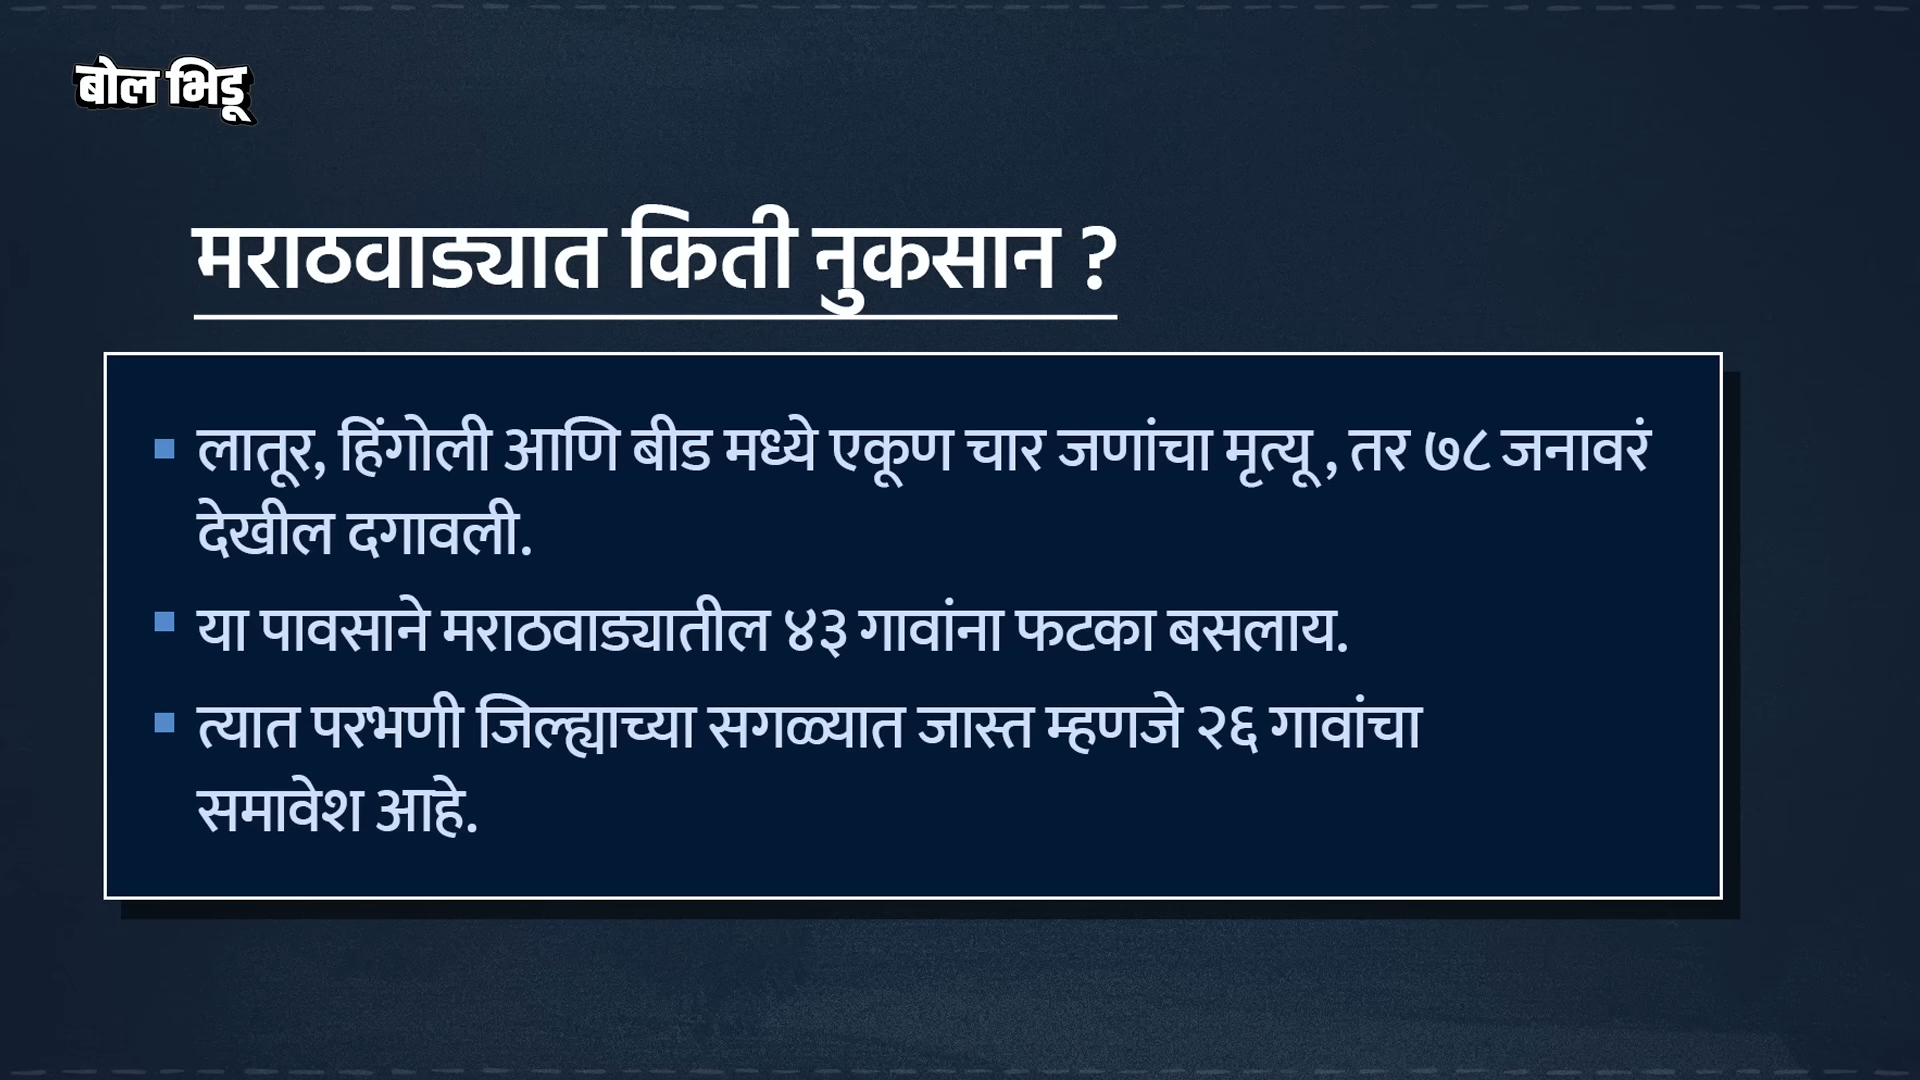 बोल भिडू
मराठवाड्यात किती नुकसान ?
लातूर, हिंगोली आणि बीड मध्ये एकूण चार जणांचा मृत्यू , तर ७८ जनावरं
देखील दगावली.
या पावसाने मराठवाड्यातील ४३ गावांना फटका बसलाय.
त्यात परभणी जिल्ह्याच्या सगळ्यात जास्त म्हणजे २६ गावांचा
समावेश आहे.